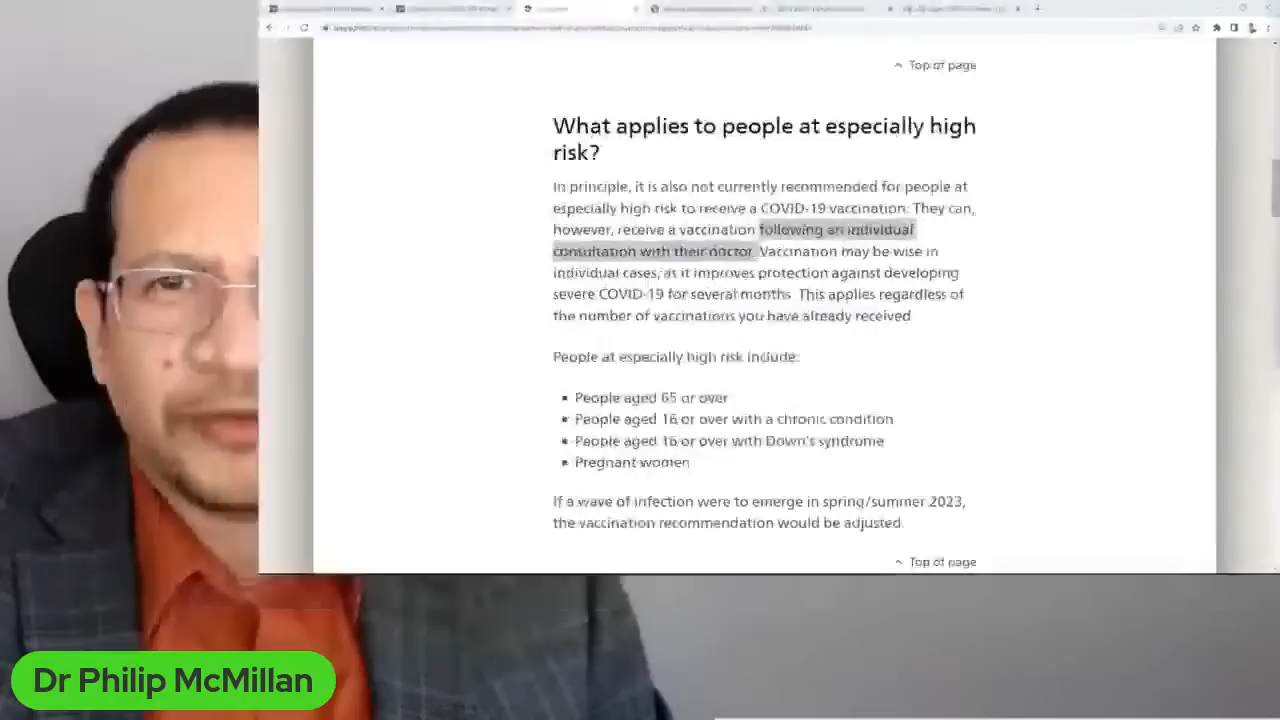 Top of page
What applies to people at especially high
risk?
In principle, it is also not currently recommended for people at
especially high risk to receive a COVID-19 vaccination. They can,
however, receive a vaccination following an individual
consultation with their doctor. Vaccination may be wise in
individual cases, as it improves protection against developing
severe COVID-19 for several months. This applies regardless of
the number of vaccinations you have already received
People at especially high risk include:
People aged 65 or over
People aged 16 or over with a chronic condition
People aged 16 or over with Down's syndrome
Pregnant women
If a wave of infection were to emerge in spring/summer 2023,
the vaccination recommendation would be adjusted.
Top of page
Dr Philip McMillan